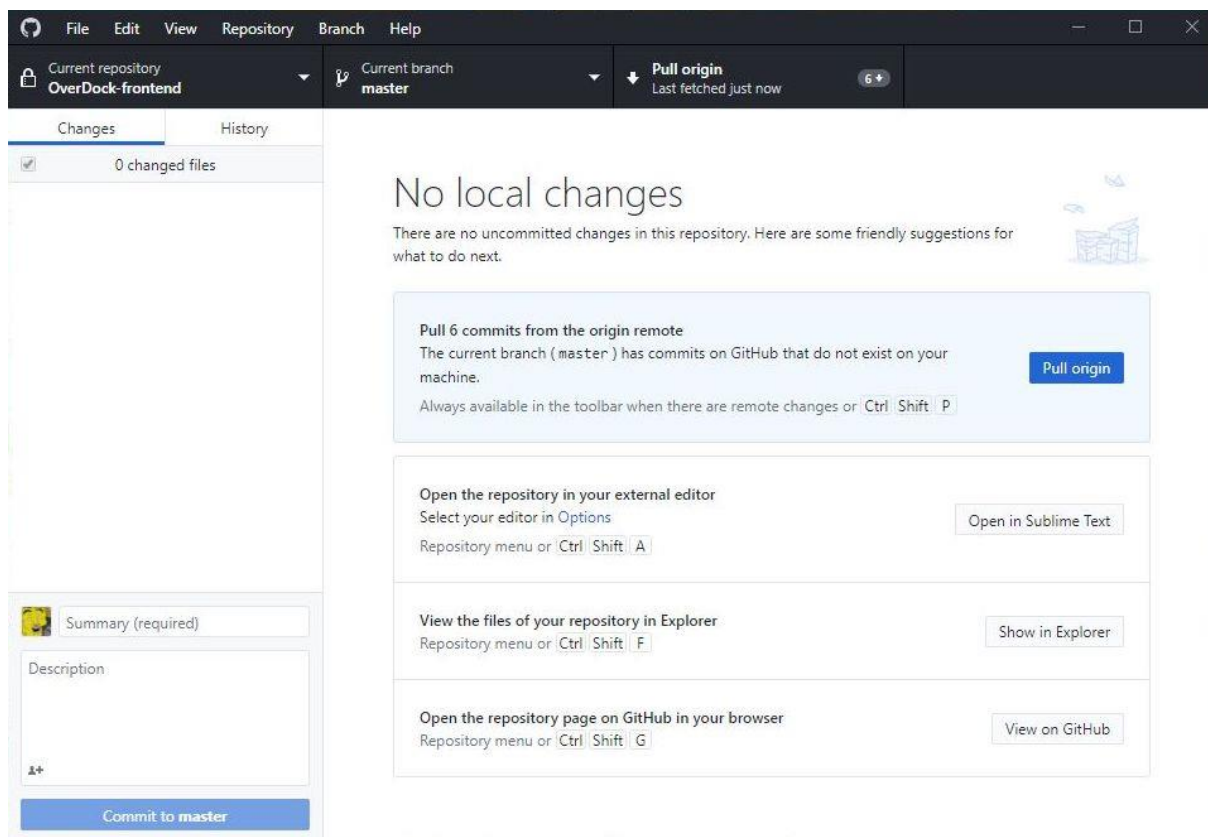 File Edit View Repository Branch Help
Current repository
OverDock-frontend
Current branch
master
Pull origin
Last fetched just now
6
Changes
History
0 changed files
No local changes
There are no uncommitted changes in this repository. Here are some friendly suggestions for
what to do next.
Pull 6 commits from the origin remote
The current branch (master) has commits on GitHub that do not exist on your
machine.
Always available in the toolbar when there are remote changes or Ctrl Shift P
Pull origin
Open the repository in your external editor
Select your editor in Options
Repository menu or Ctrl Shift A
Open in Sublime Text
View the files of your repository in Explorer
Repository menu or Ctrl Shift F
Show in Explorer
Open the repository page on GitHub in your browser
Repository menu or Ctrl Shift G
View on GitHub
Summary (required)
Description
Commit to master